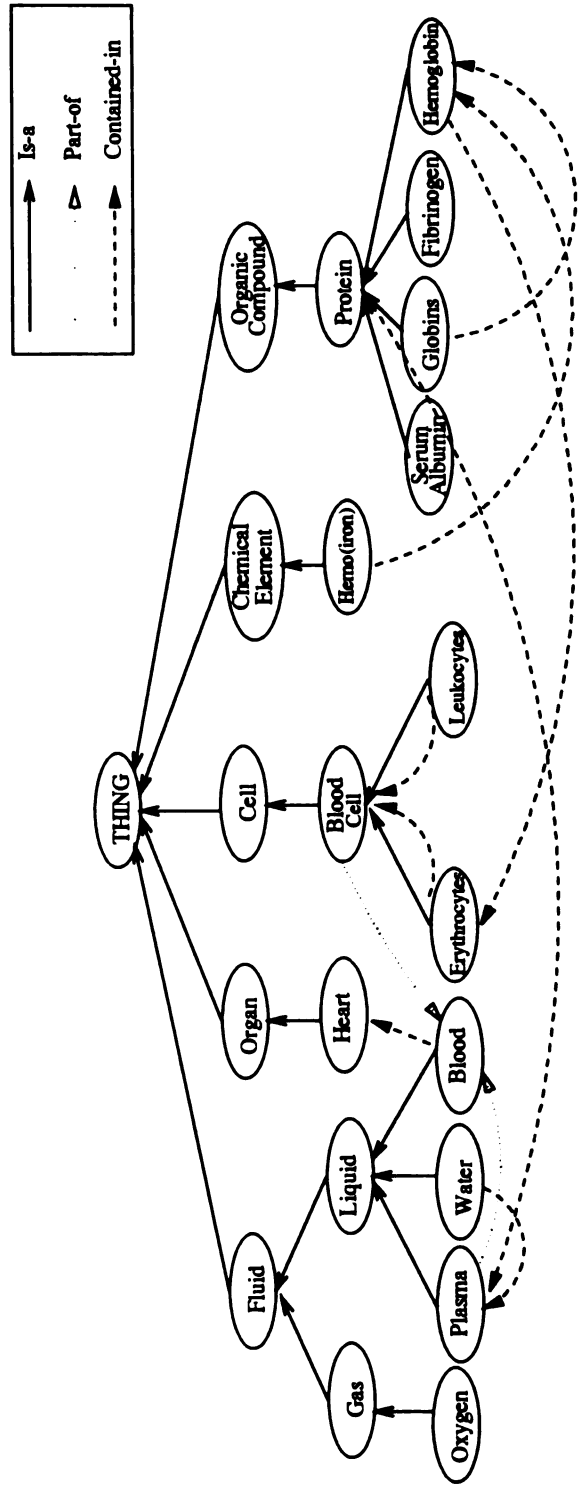 Is-a
Part-of
Contained-in
THING
Fluid
Organ
Cell
Chemical
Element
Organic
Compound
Gas
Liquid
Heart
Blood
Cell
Hemo(iron)
Protein
Oxygen
Plasma
Water
Blood
Erythrocytes
Leukocytes
Serum
Albumin
Globins
Fibrinogen
Hemoglobin